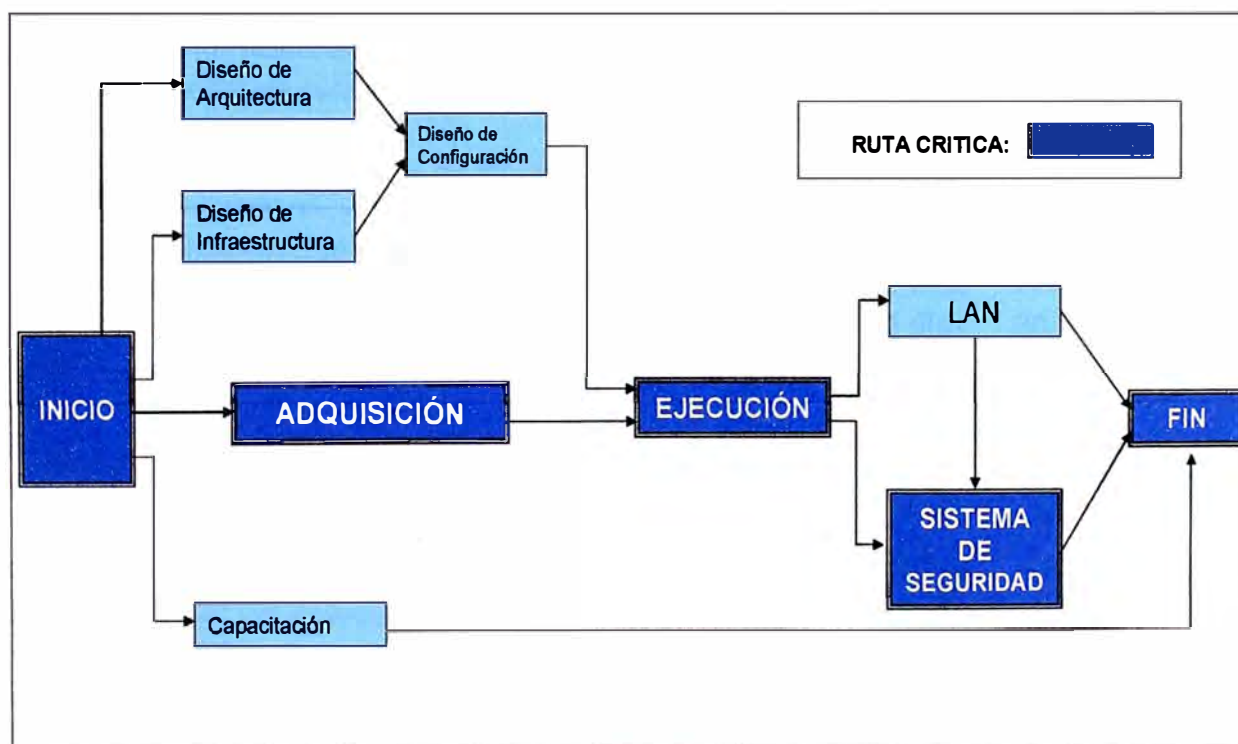 Diseño de
Arquitectura
Diseño de
Configuración
RUTA CRITICA:
Diseño de
Infraestructura
LAN
INICIO
ADQUISICIÓN
EJECUCIÓN
FIN
SISTEMA
DE
SEGURIDAD
Capacitación